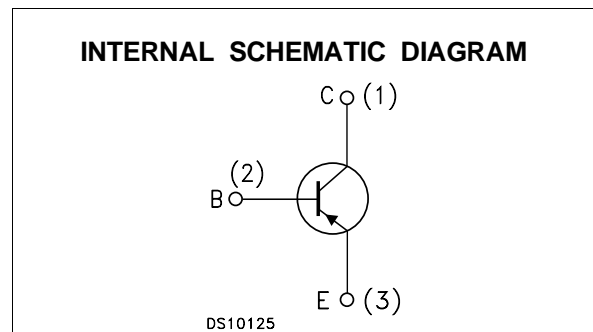 INTERNAL SCHEMATIC DIAGRAM
C (1)
(2)
B
E (3)
DS10125